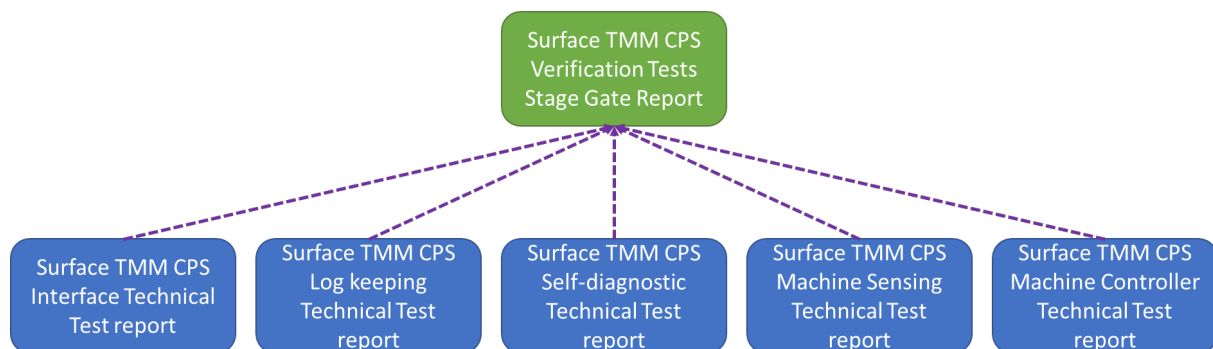 Surface TMM CPS
Verification Tests
Stage Gate Report
Surface TMM CPS
Interface Technical
Test report
Surface TMM CPS
Log keeping
Technical Test
report
Surface TMM CPS
Self-diagnostic
Technical Test
report
Surface TMM CPS
Machine Sensing
Technical Test
report
Surface TMM CPS
Machine Controller
Technical Test
report